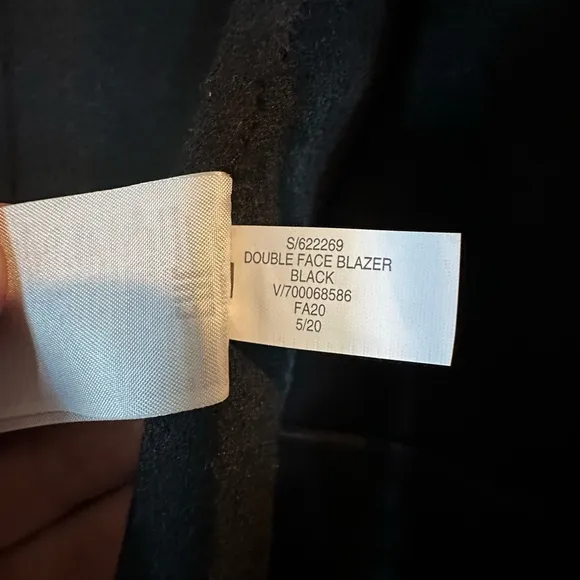 S/622269
DOUBLE FACE BLAZER
BLACK
V/700068586
FA20
5/20